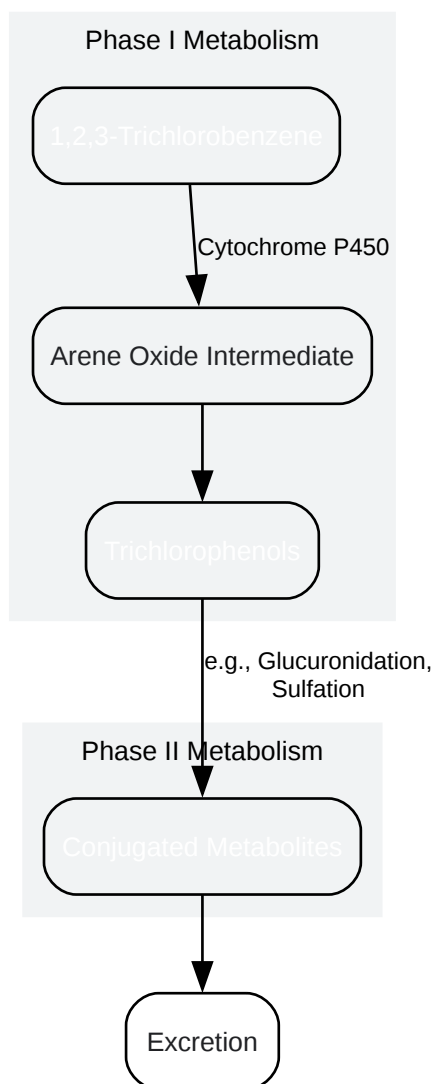 Phase I Metabolism
1,2,3-Trichlorobenzene
Cytochrome P450
Arene Oxide Intermediate
Trichlorophenols
e.g., Glucuronidation,
Sulfation
Phase II Metabolism
Conjugated Metabolites
Excretion